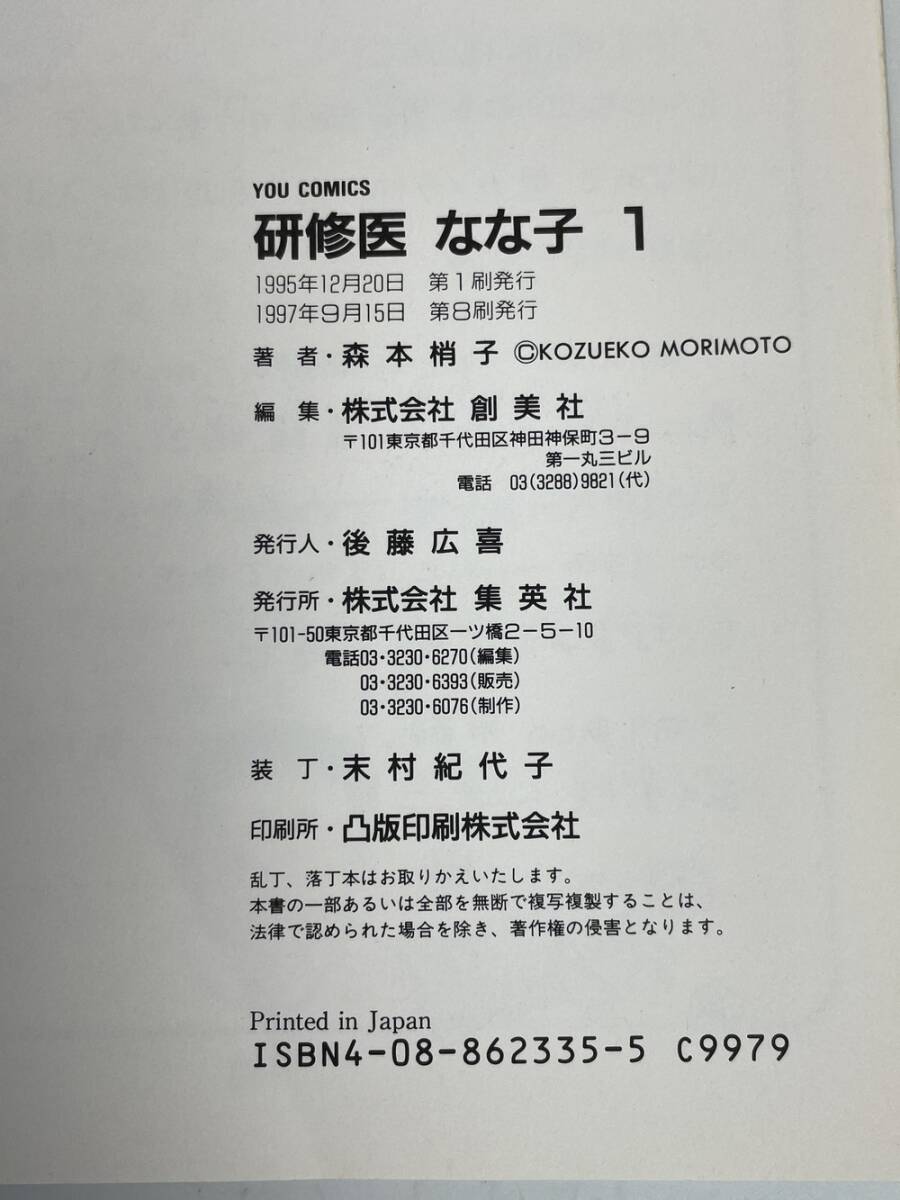 YOU COMICS
研修医 なな子 1
1995年12月20日 第1刷発行
1997年9月15日 第8刷発行
著 者・森本梢子 ©KOZUEKO MORIMOTO
編 集・株式会社 創美社
〒101東京都千代田区神田神保町3-9
第一丸三ビル
電話 03(3288)9821(代)
発行人・後藤広喜
発行所・株式会社 集英社
〒101-50東京都千代田区一ツ橋2-5-10
電話03・3230・6270(編集)
03・3230・6393(販売)
03・3230・6076(制作)
装 丁・末村紀代子
印刷所・凸版印刷株式会社
乱丁、落丁本はお取りかえいたします。
本書の一部あるいは全部を無断で複写複製することは、
法律で認められた場合を除き、著作権の侵害となります。
Printed in Japan
ISBN4-08-862335-5 C9979